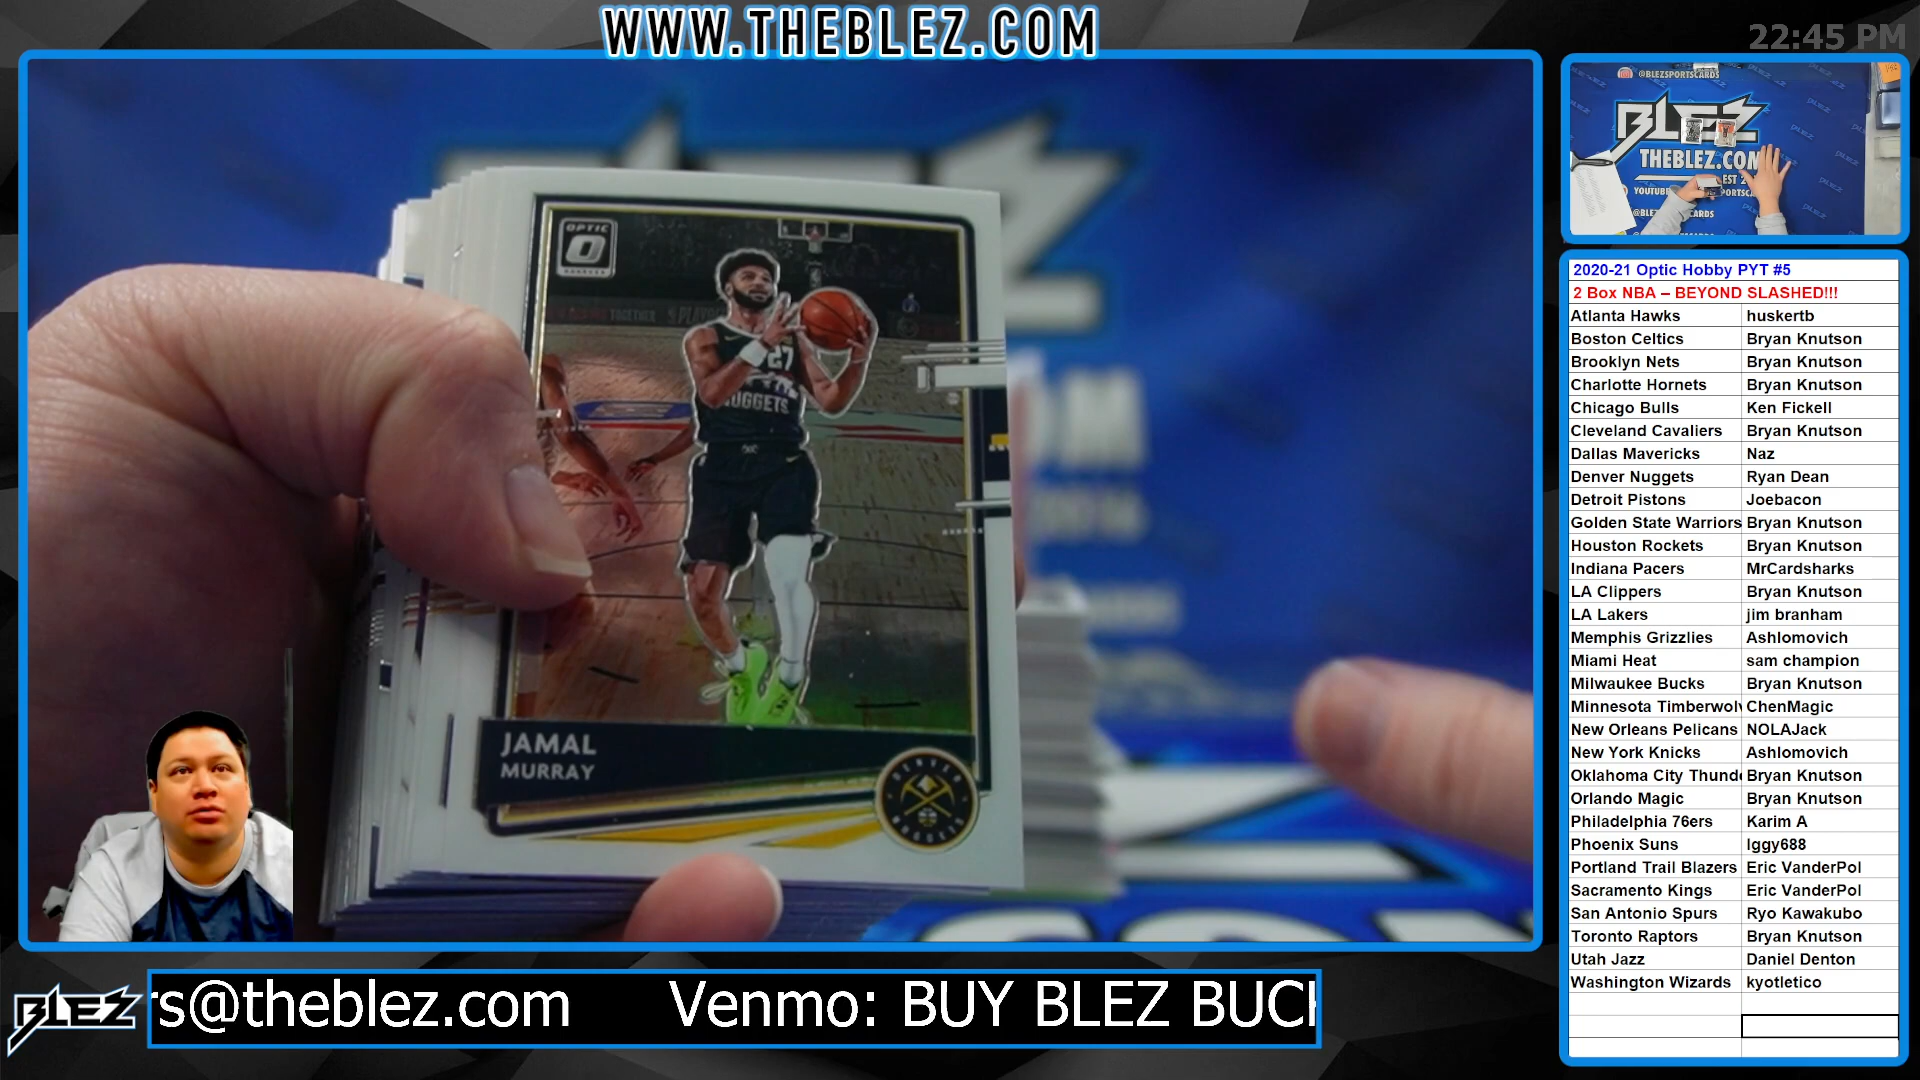 WWW.THEBLEZ.COM
22:45 PM
@BLEZSPORTSCARDS
BLEZ
THEBLEZ.COM
YOUTUBE
OPTIC
27
NUGGETS
JAMAL
MURRAY
DENVER
NUGGETS
2020-21 Optic Hobby PYT #5
2 Box NBA – BEYOND SLASHED!!!
Atlanta Hawks huskertb
Boston Celtics Bryan Knutson
Brooklyn Nets Bryan Knutson
Charlotte Hornets Bryan Knutson
Chicago Bulls Ken Fickell
Cleveland Cavaliers Bryan Knutson
Dallas Mavericks Naz
Denver Nuggets Ryan Dean
Detroit Pistons Joebacon
Golden State Warriors Bryan Knutson
Houston Rockets Bryan Knutson
Indiana Pacers MrCardsharks
LA Clippers Bryan Knutson
LA Lakers jim branham
Memphis Grizzlies Ashlomovich
Miami Heat sam champion
Milwaukee Bucks Bryan Knutson
Minnesota Timberwolv ChenMagic
New Orleans Pelicans NOLAJack
New York Knicks Ashlomovich
Oklahoma City Thunde Bryan Knutson
Orlando Magic Bryan Knutson
Philadelphia 76ers Karim A
Phoenix Suns Iggy688
Portland Trail Blazers Eric VanderPol
Sacramento Kings Eric VanderPol
San Antonio Spurs Ryo Kawakubo
Toronto Raptors Bryan Knutson
Utah Jazz Daniel Denton
Washington Wizards kyotletico
BLEZ
rs@theblez.com Venmo: BUY BLEZ BUCK